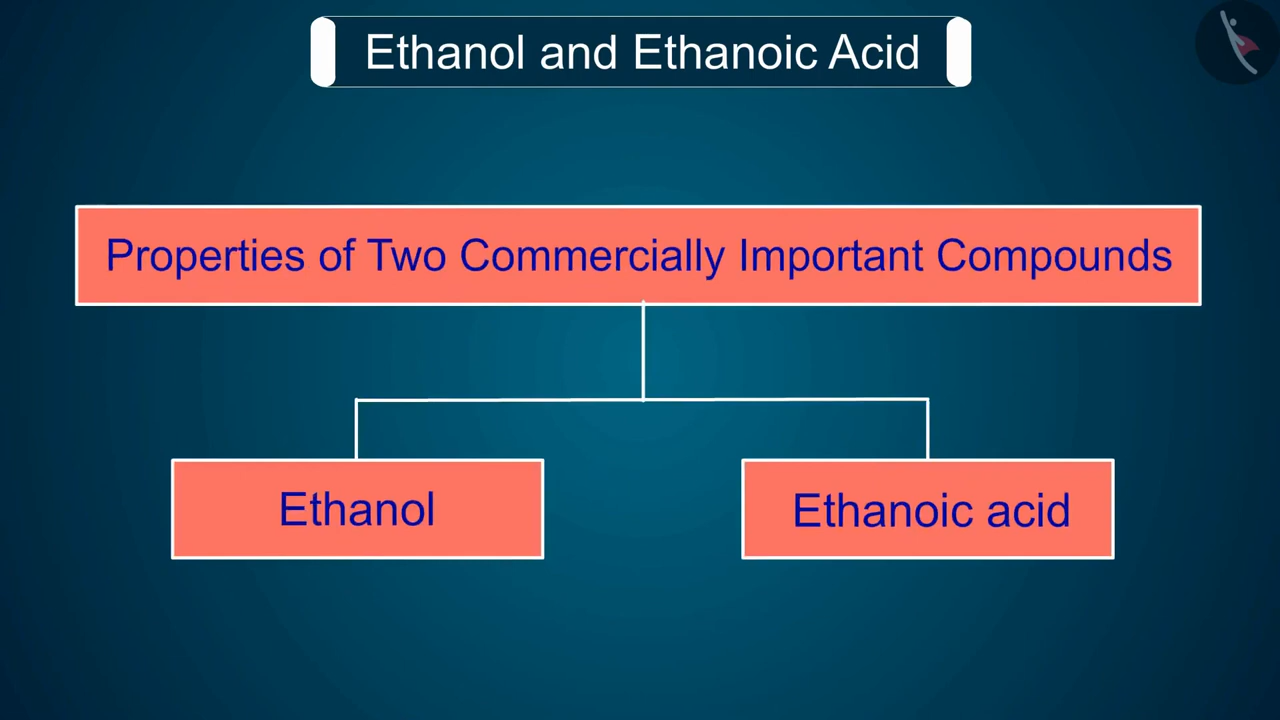 Ethanol and Ethanoic Acid
Properties of Two Commercially Important Compounds
Ethanol
Ethanoic acid